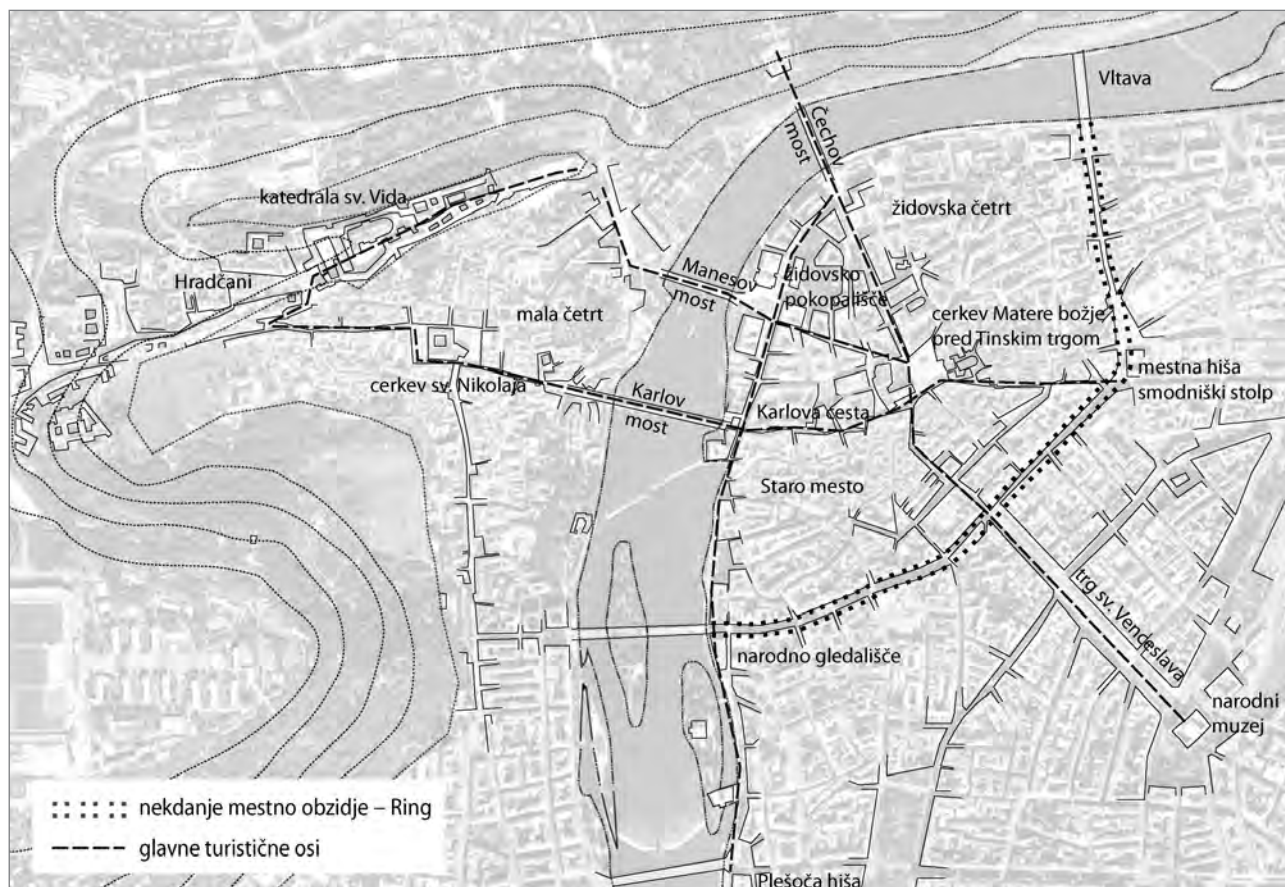 Vltava
Čechov
most
katedrala sv. Vida
židovska četrt
Hradčani
Manesov
most
židovsko
pokopališče
mala četrt
cerkev Matere božje
pred Tinskim trgom
mestna hiša
smodniški stolp
cerkev sv. Nikolaja
Karlov
most
Karlova cesta
Staro mesto
trg sv. Venceslava
narodno gledališče
narodni
muzej
nekdanje mestno obzidje – Ring
glavne turistične osi
Plešoča hiša